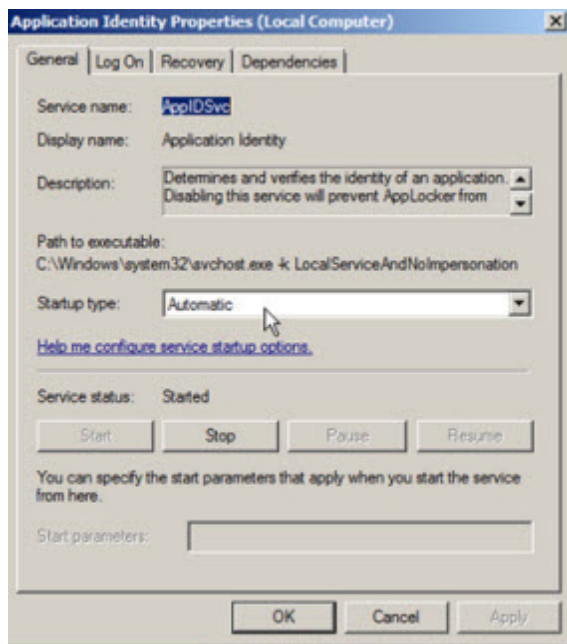 Application Identity Properties (Local Computer)
General Log On Recovery Dependencies
Service name: AppIDSvc
Display name: Application Identity
Description: Determines and verifies the identity of an application.
Disabling this service will prevent AppLocker from
Path to executable:
C:\Windows\system32\svchost.exe -k LocalServiceAndNoImpersonation
Startup type: Automatic
Help me configure service startup options.
Service status: Started
Start Stop Pause Resume
You can specify the start parameters that apply when you start the service
from here.
Start parameters:
OK Cancel Apply